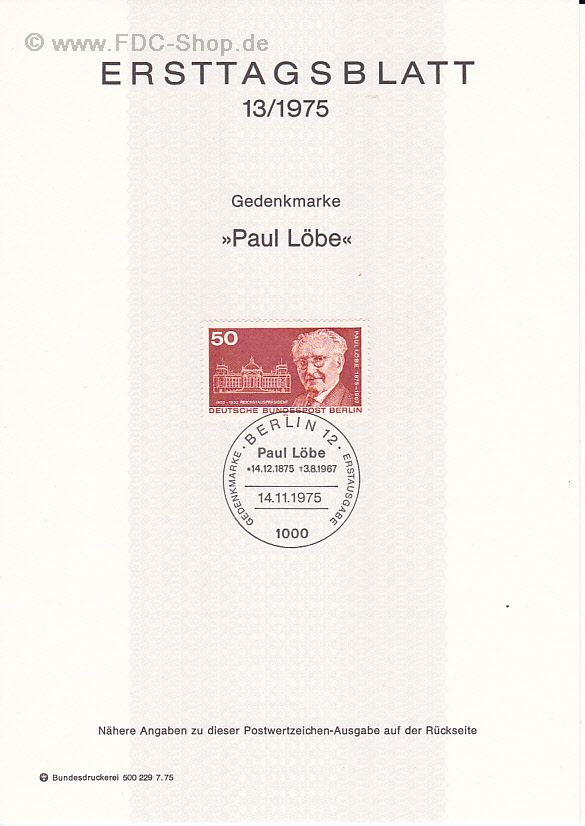 © www.FDC-Shop.de
ERSTTAGSBLATT
13/1975
Gedenkmarke
»Paul Löbe«
50
PAUL LÖBE · 1875–1967
REICHSTAGSPRÄSIDENT
DEUTSCHE BUNDESPOST BERLIN
· BERLIN 12 ·
GEDENKMARKE
ERSTAUSGABE
Paul Löbe
*14.12.1875 †3.8.1967
14.11.1975
1000
Nähere Angaben zu dieser Postwertzeichen-Ausgabe auf der Rückseite
Bundesdruckerei 500 229 7.75